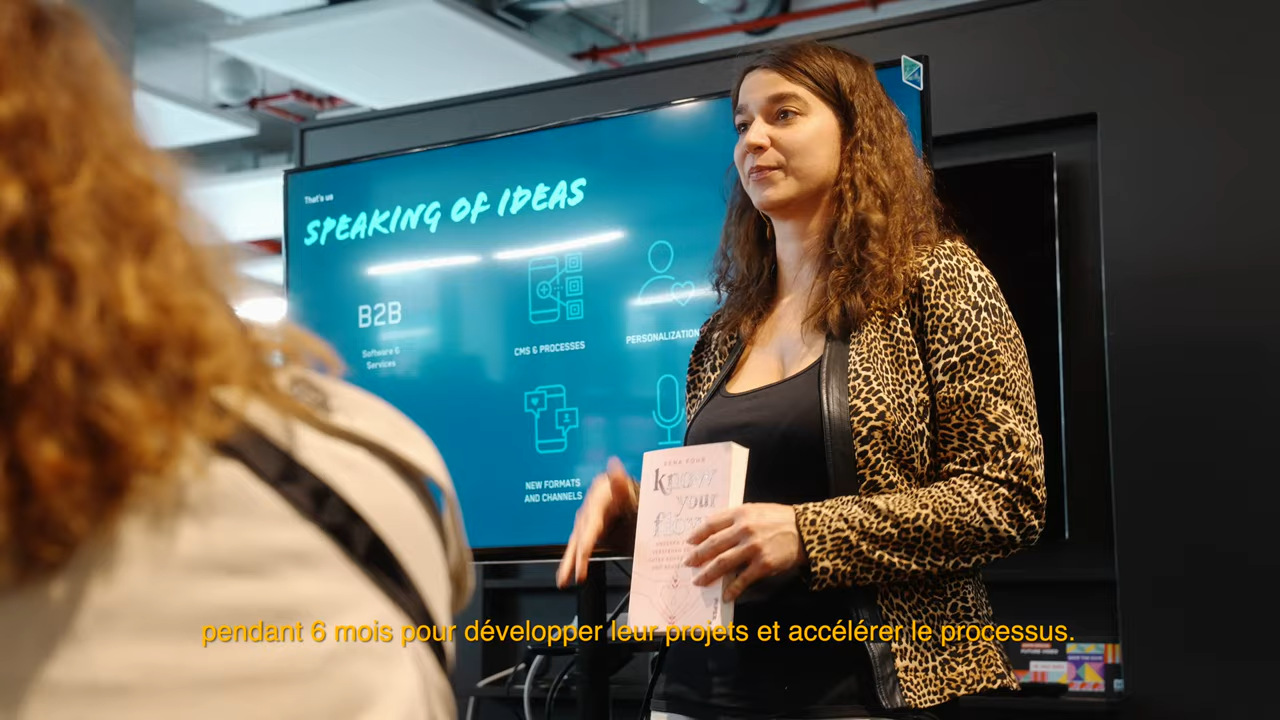 That's us
SPEAKING OF IDEAS
B2B
Software &
Services
CMS & PROCESSES
PERSONALIZATION
NEW FORMATS
AND CHANNELS
know
your
flow
pendant 6 mois pour développer leur projets et accélérer le processus.